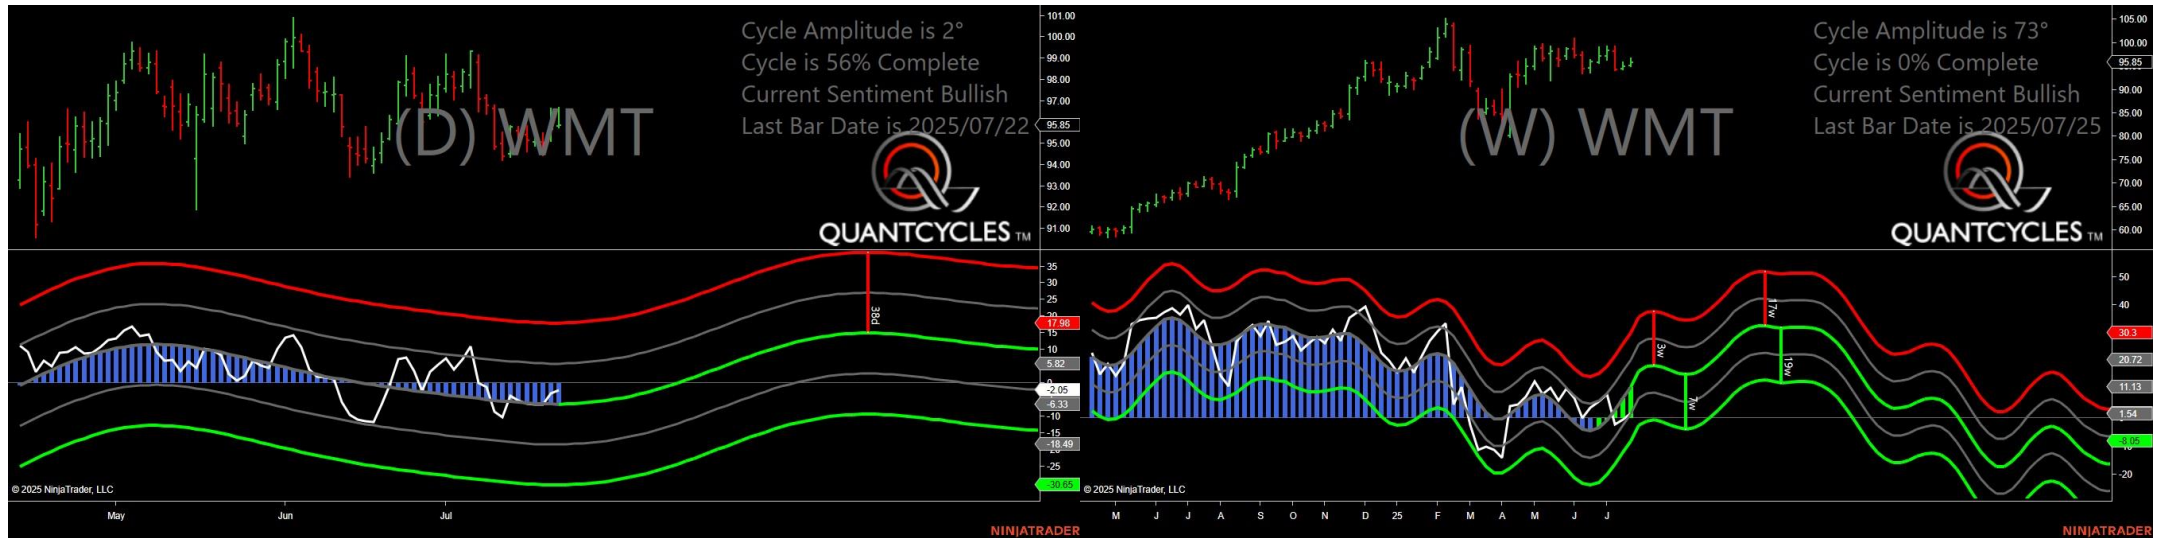 Cycle Amplitude is 2°
Cycle is 56% Complete
Current Sentiment Bullish
Last Bar Date is 2025/07/22
(D) WMT
QUANTCYCLES TM
101.00
100.00
99.00
98.00
97.00
95.85
95.00
94.00
93.00
92.00
91.00
38d
35
30
25
20
17.98
15
10
5.82
-2.05
-6.33
-10
-15
-18.49
-25
-30.65
© 2025 NinjaTrader, LLC
May
Jun
Jul
NINJATRADER
Cycle Amplitude is 73°
Cycle is 0% Complete
Current Sentiment Bullish
Last Bar Date is 2025/07/25
(W) WMT
QUANTCYCLES TM
105.00
100.00
95.85
90.00
85.00
80.00
75.00
70.00
65.00
60.00
3w
7w
17w
19w
50
40
30.3
20.72
11.13
1.54
-8.05
-20
© 2025 NinjaTrader, LLC
M
J
J
A
S
O
N
D
25
F
M
A
M
J
J
NINJATRADER